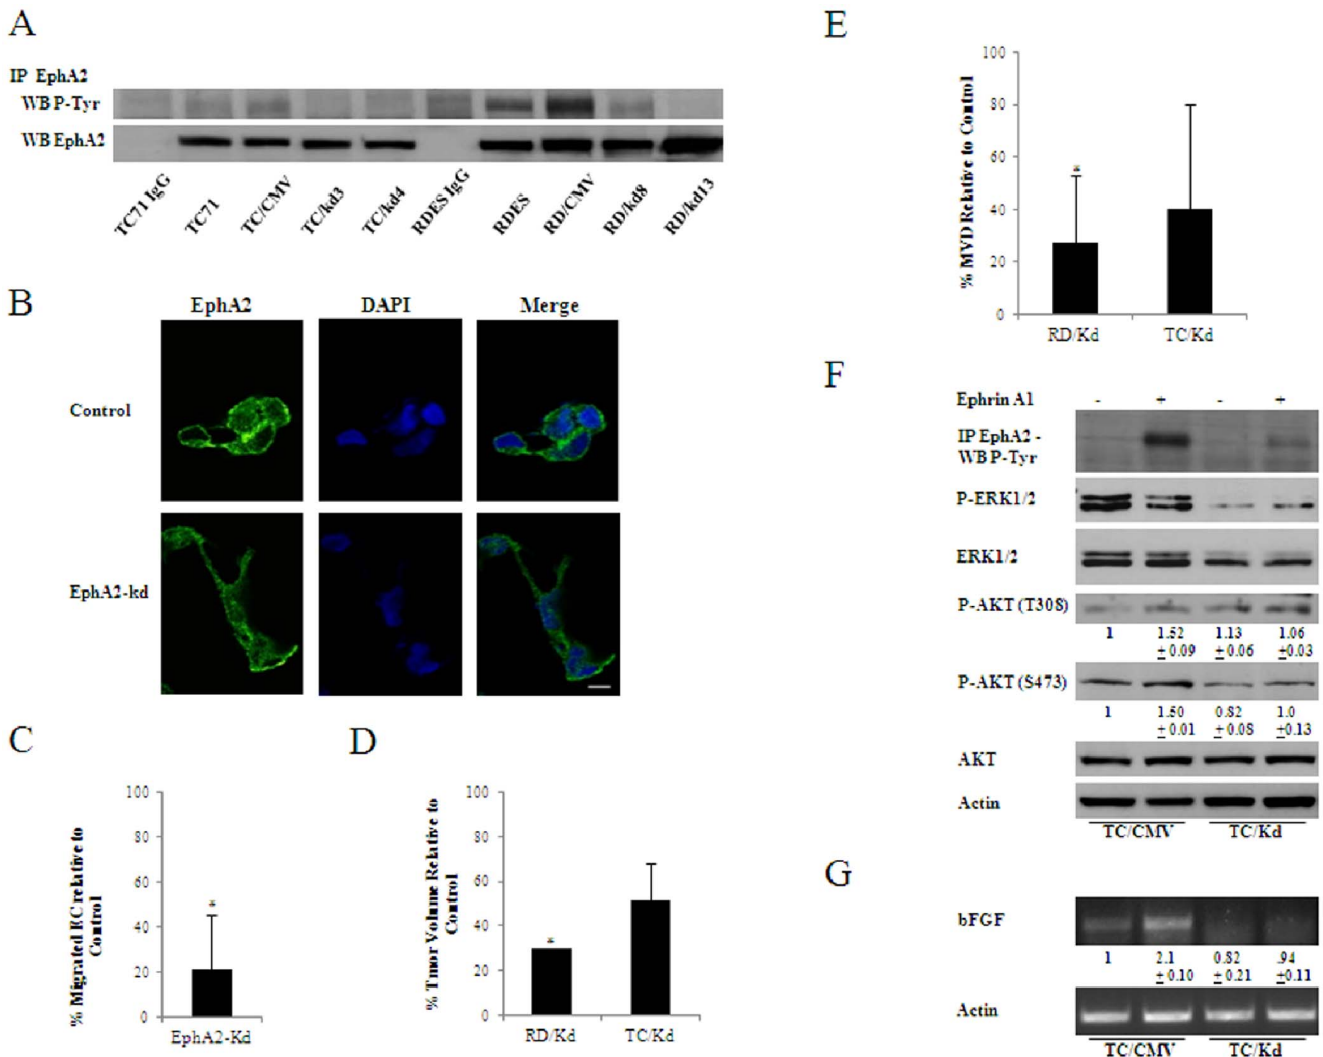 A
IP EphA2
WB P-Tyr
WB EphA2
TC71 IgG
TC71
TC/CMV
TC/kd3
TC/kd4
RDES IgG
RDES
RD/CMV
RD/kd8
RD/kd13
B
EphA2
DAPI
Merge
Control
EphA2-kd
C
% Migrated EC relative to
Control
100
80
60
40
20
0
*
EphA2-Kd
D
% Tmor Volume Relative to
Control
100
80
60
40
20
0
*
RD/Kd
TC/Kd
E
% MVD Relative to Control
100
80
60
40
20
0
*
RD/Kd
TC/Kd
F
Ephrin A1
- + - +
IP EphA2 -
WB P-Tyr
P-ERK1/2
ERK1/2
P-AKT (T308)
1 1.52 1.13 1.06
± 0.09 ± 0.06 ±0.03
P-AKT (S473)
1 1.50 0.82 1.0
± 0.01 ± 0.08 ±0.13
AKT
Actin
TC/CMV TC/Kd
G
bFGF
1 2.1 0.82 .94
± 0.10 ± 0.21 ±0.11
Actin
TC/CMV TC/Kd